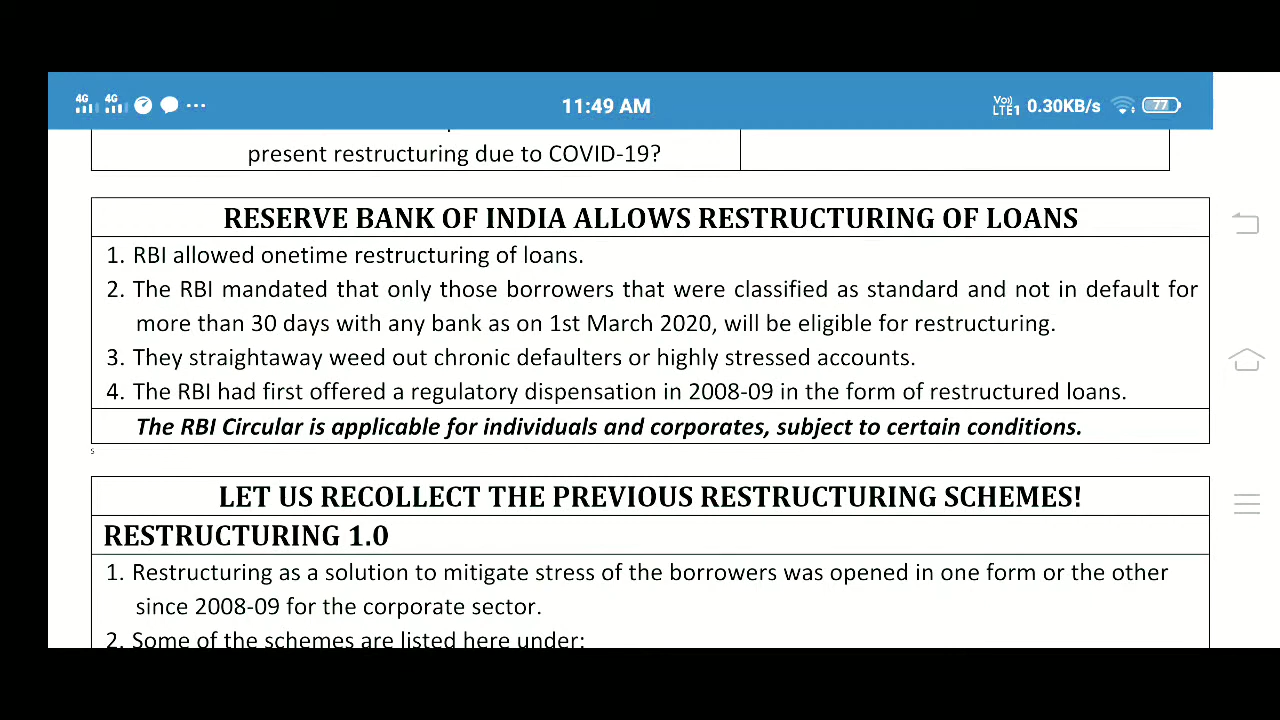 4G 4G 11:49 AM Vo) LTE1 0.30KB/s 77
present restructuring due to COVID-19?
RESERVE BANK OF INDIA ALLOWS RESTRUCTURING OF LOANS
1. RBI allowed onetime restructuring of loans.
2. The RBI mandated that only those borrowers that were classified as standard and not in default for
more than 30 days with any bank as on 1st March 2020, will be eligible for restructuring.
3. They straightaway weed out chronic defaulters or highly stressed accounts.
4. The RBI had first offered a regulatory dispensation in 2008-09 in the form of restructured loans.
The RBI Circular is applicable for individuals and corporates, subject to certain conditions.
s
LET US RECOLLECT THE PREVIOUS RESTRUCTURING SCHEMES!
RESTRUCTURING 1.0
1. Restructuring as a solution to mitigate stress of the borrowers was opened in one form or the other
since 2008-09 for the corporate sector.
2. Some of the schemes are listed here under: